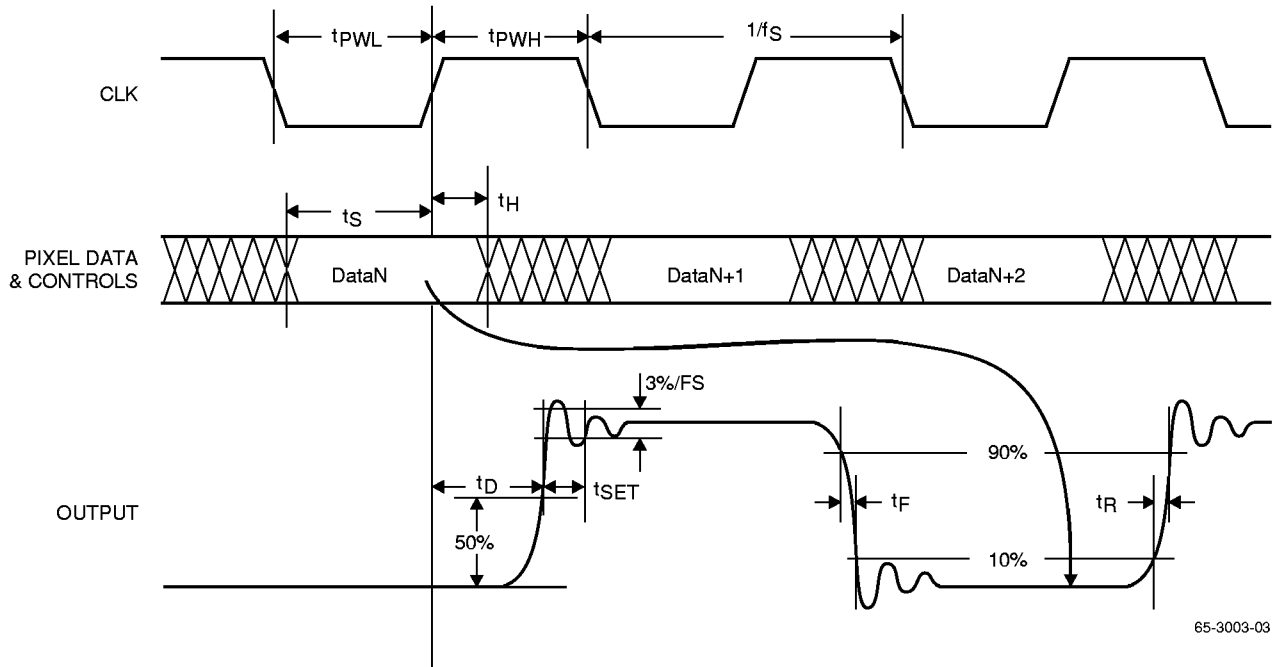 tPWL
tPWH
1/fS
CLK
tS
tH
PIXEL DATA
& CONTROLS
DataN
DataN+1
DataN+2
3%/FS
90%
tD
tSET
tF
tR
OUTPUT
50%
10%
65-3003-03